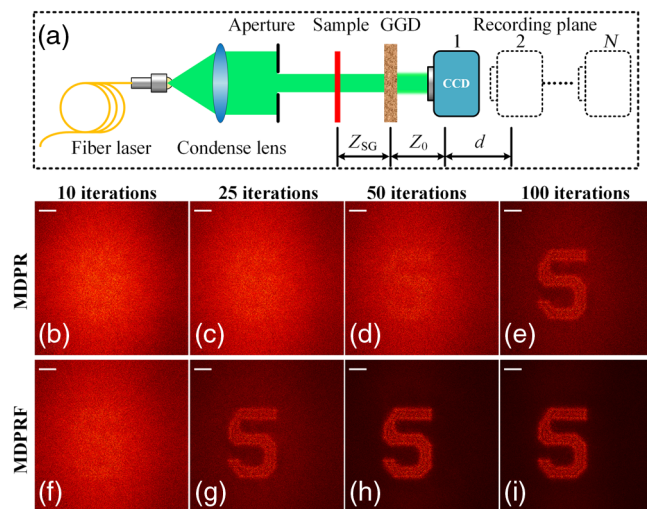 (a)
Aperture Sample GGD Recording plane
1 2 N
CCD
Fiber laser Condense lens
Z_SG Z_0 d
10 iterations 25 iterations 50 iterations 100 iterations
MDPR
(b) (c) (d) (e)
MDPRF
(f) (g) (h) (i)